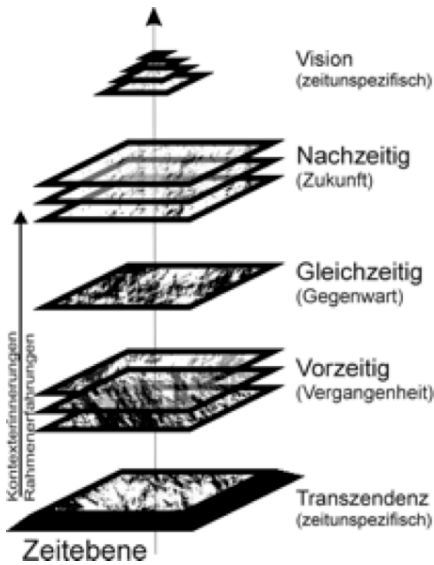 Vision
(zeitunspezifisch)
Nachzeitig
(Zukunft)
Gleichzeitig
(Gegenwart)
Vorzeitig
(Vergangenheit)
Transzendenz
(zeitunspezifisch)
Kontexterinnerungen
Rahmenerfahrungen
Zeitebene